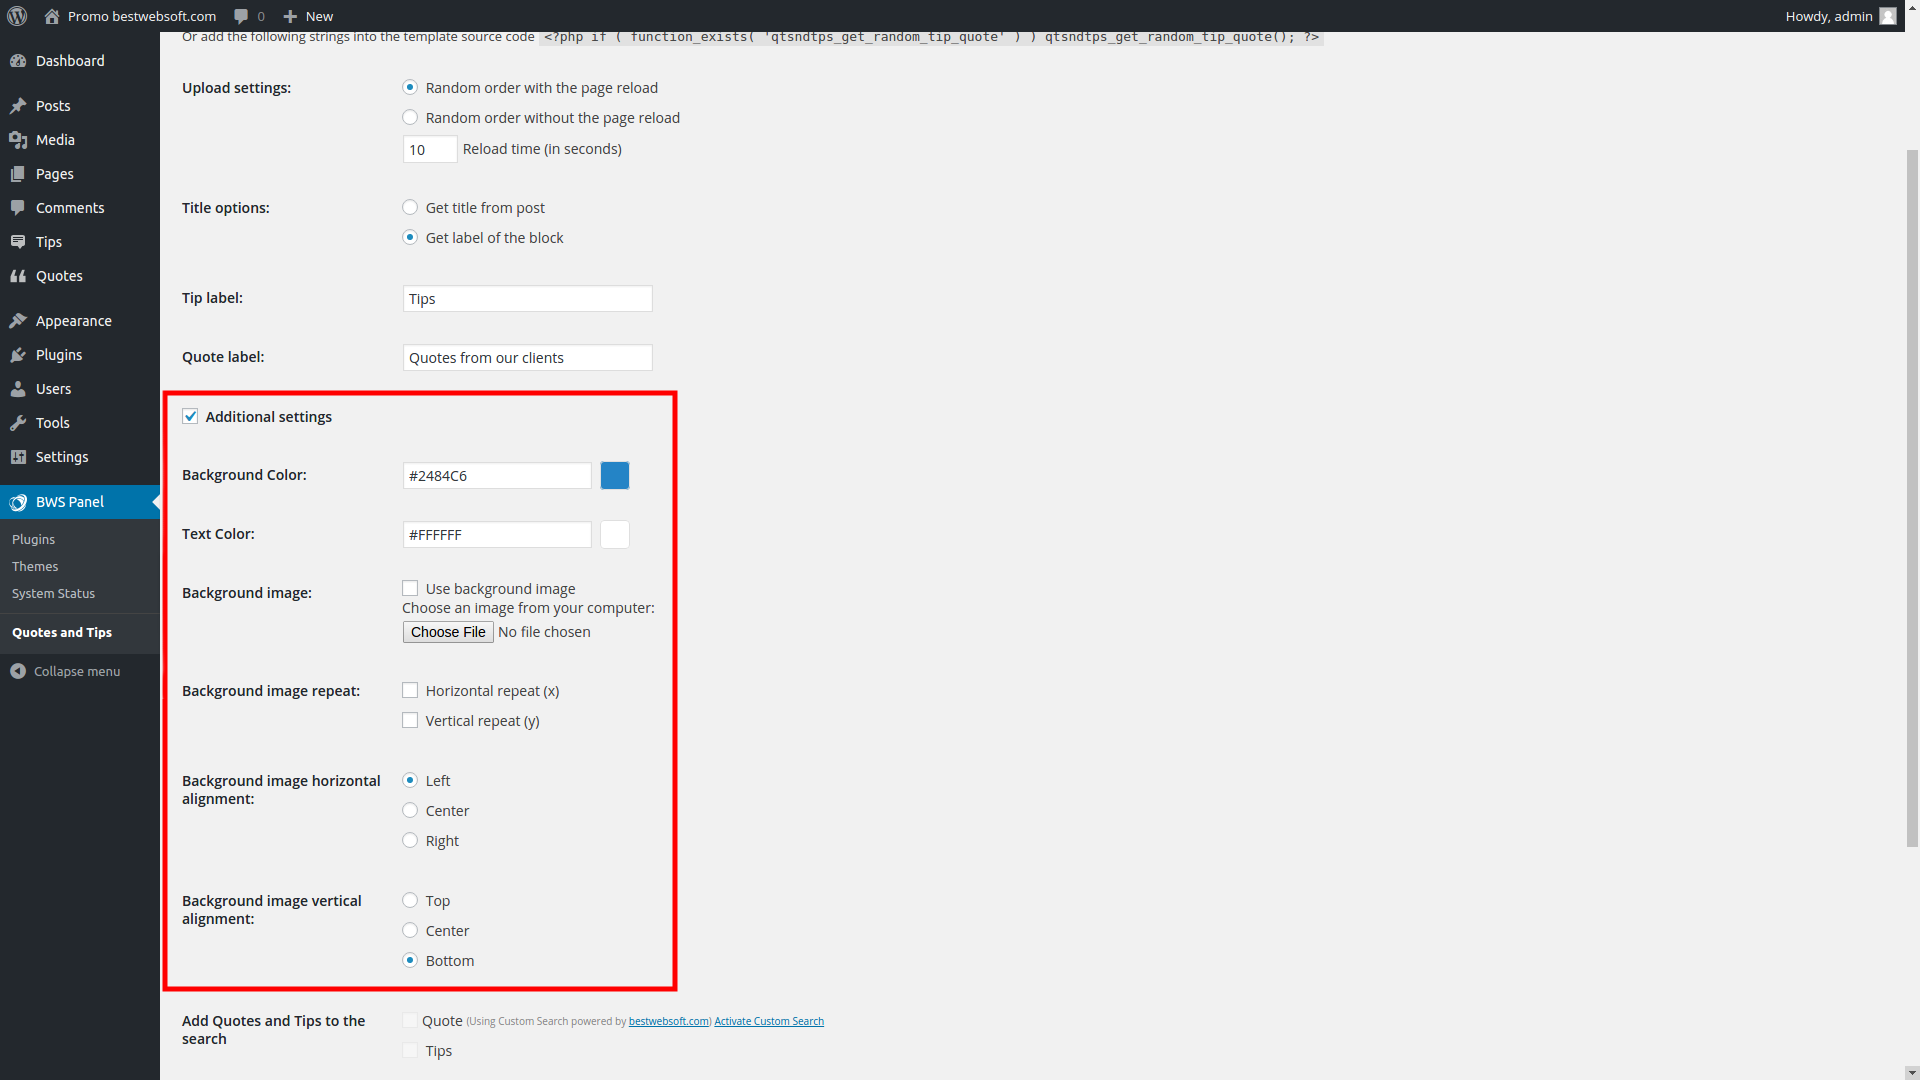 Promo bestwebsoft.com
0
New
Howdy, admin
Dashboard
Posts
Media
Pages
Comments
Tips
Quotes
Appearance
Plugins
Users
Tools
Settings
BWS Panel
Plugins
Themes
System Status
Quotes and Tips
Collapse menu
Or add the following strings into the template source code <?php if ( function_exists( 'qtsndtps_get_random_tip_quote' ) ) qtsndtps_get_random_tip_quote(); ?>
Upload settings:
Random order with the page reload
Random order without the page reload
10 Reload time (in seconds)
Title options:
Get title from post
Get label of the block
Tip label:
Tips
Quote label:
Quotes from our clients
Additional settings
Background Color:
#2484C6
Text Color:
#FFFFFF
Background image:
Use background image
Choose an image from your computer:
Choose File No file chosen
Background image repeat:
Horizontal repeat (x)
Vertical repeat (y)
Background image horizontal
alignment:
Left
Center
Right
Background image vertical
alignment:
Top
Center
Bottom
Add Quotes and Tips to the
search
Quote (Using Custom Search powered by bestwebsoft.com) Activate Custom Search
Tips